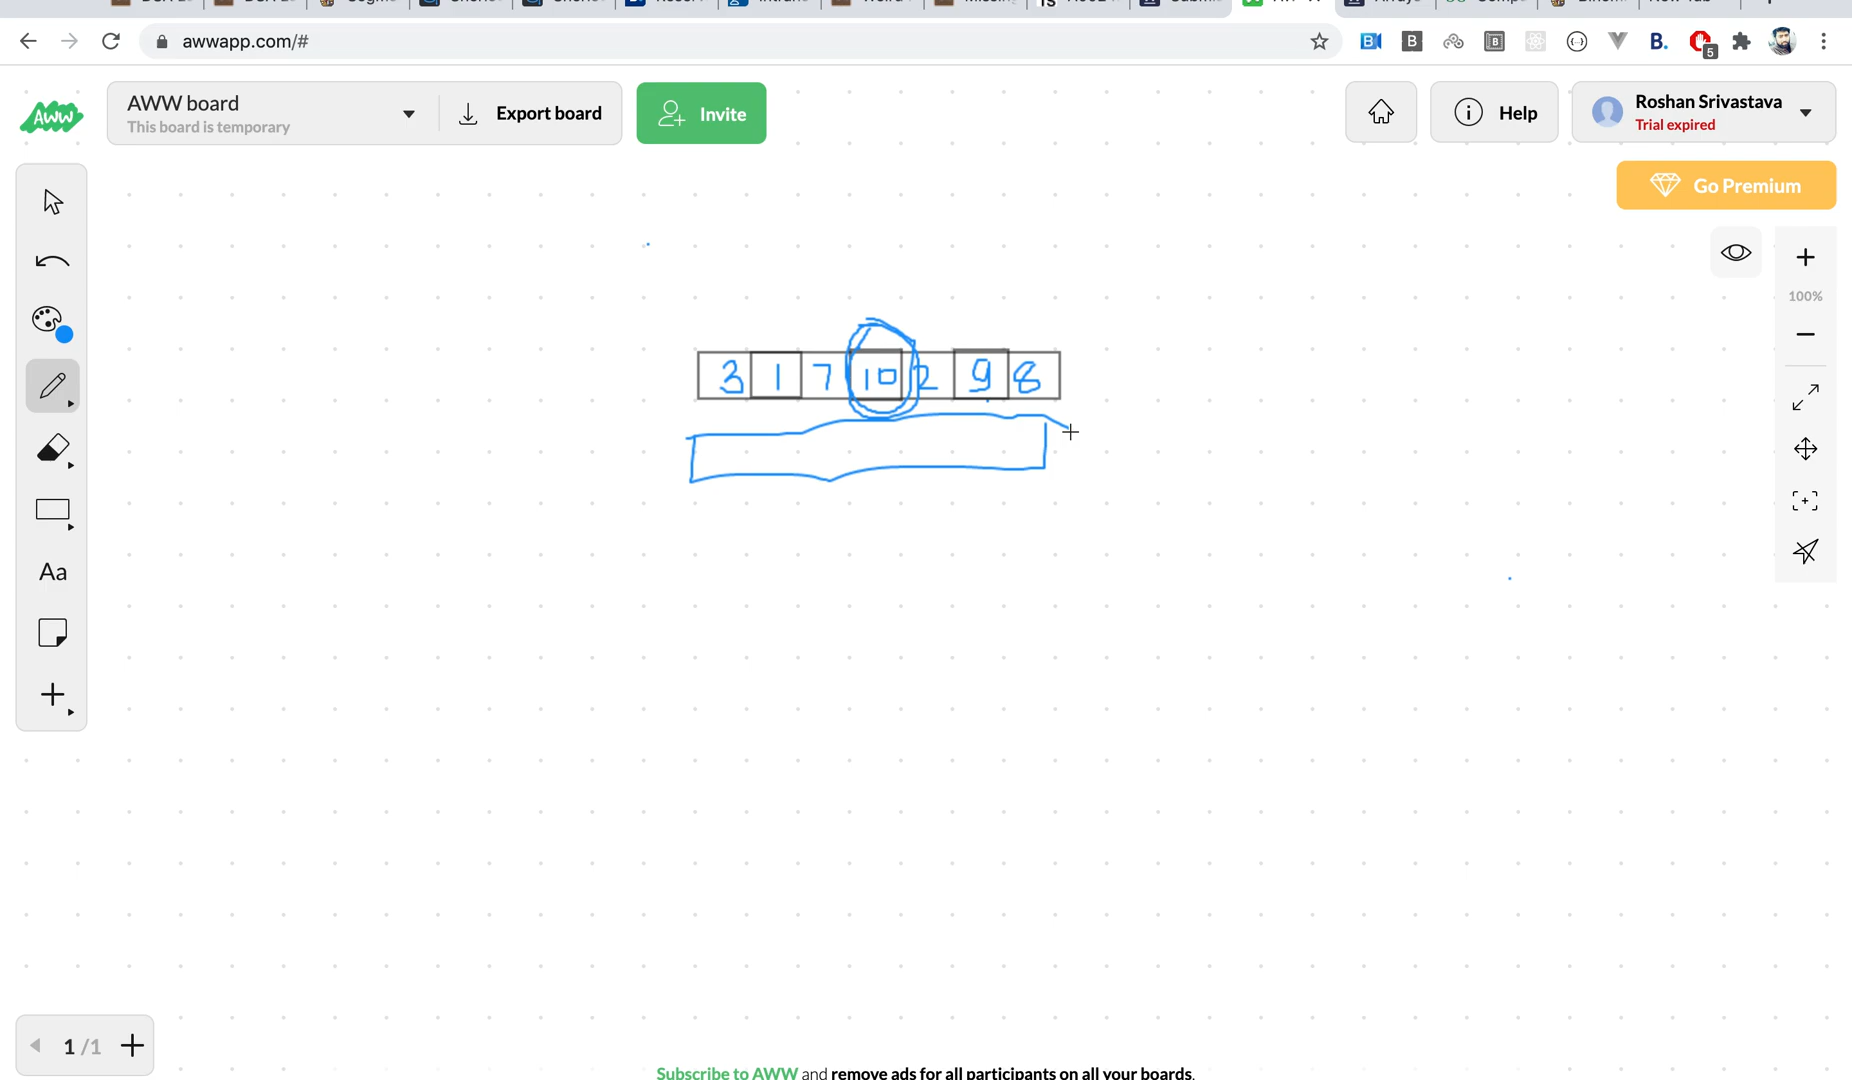 awwapp.com/#
5
AWW
AWW board
This board is temporary
Export board
Invite
Help
Roshan Srivastava
Trial expired
Go Premium
100%
3 1 7 10 2 9 8
Aa
1 /1
Subscribe to AWW and remove ads for all participants on all your boards.